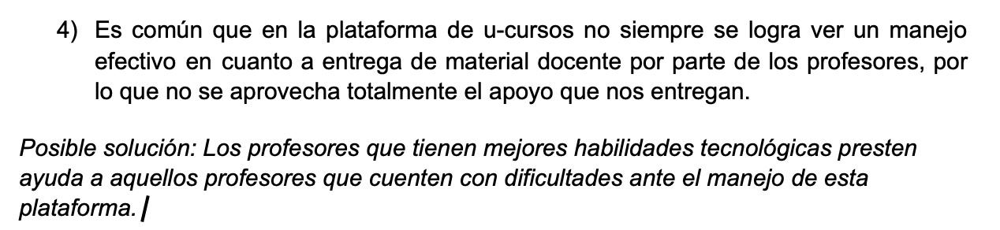 4) Es común que en la plataforma de u-cursos no siempre se logra ver un manejo
efectivo en cuanto a entrega de material docente por parte de los profesores, por
lo que no se aprovecha totalmente el apoyo que nos entregan.
Posible solución: Los profesores que tienen mejores habilidades tecnológicas presten
ayuda a aquellos profesores que cuenten con dificultades ante el manejo de esta
plataforma.